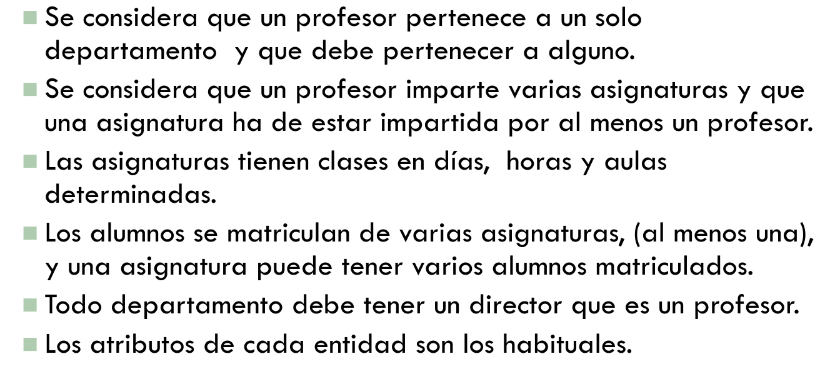 Se considera que un profesor pertenece a un solo
departamento  y que debe pertenecer a alguno.
Se considera que un profesor imparte varias asignaturas y que
una asignatura ha de estar impartida por al menos un profesor.
Las asignaturas tienen clases en días,  horas y aulas
determinadas.
Los alumnos se matriculan de varias asignaturas, (al menos una),
y una asignatura puede tener varios alumnos matriculados.
Todo departamento debe tener un director que es un profesor.
Los atributos de cada entidad son los habituales.